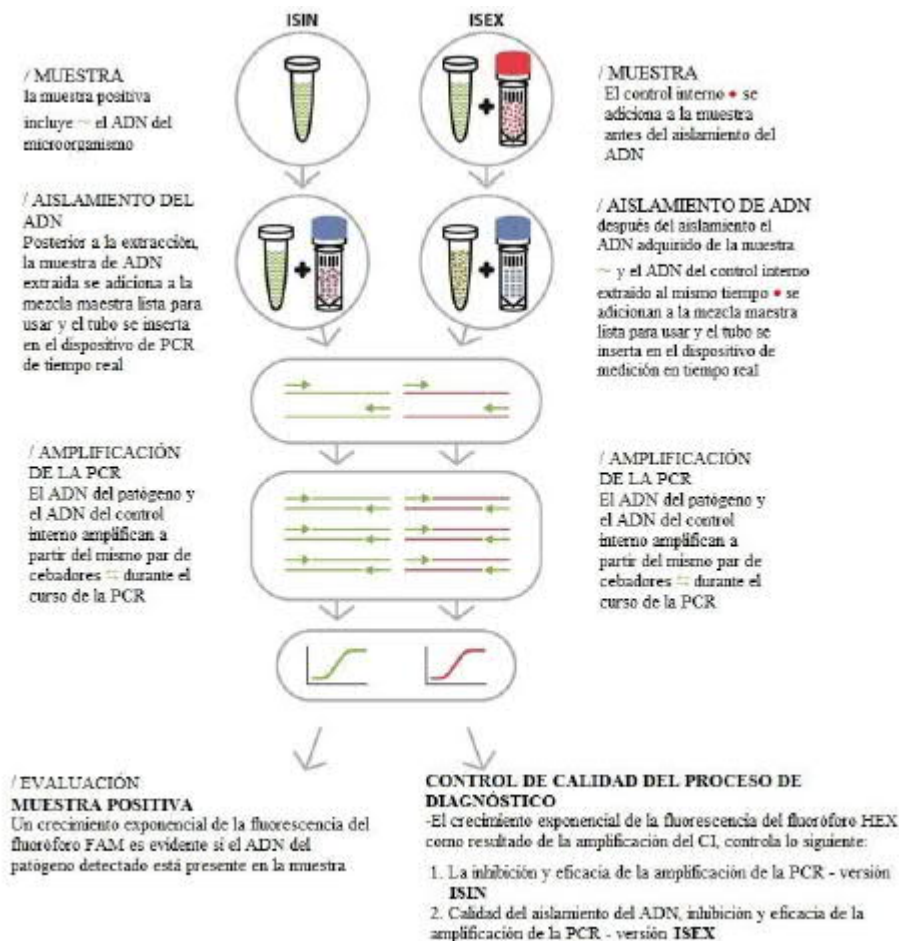 ISIN
ISEX
/ MUESTRA
la muestra positiva
incluye ~ el ADN del
microorganismo
/ MUESTRA
El control interno • se
adiciona a la muestra
antes del aislamiento del
ADN
/ AISLAMIENTO DEL
ADN
Posterior a la extracción,
la muestra de ADN
extraida se adiciona a la
mezcla maestra lista para
usar y el tubo se inserta
en el dispositivo de PCR
de tiempo real
/ AISLAMIENTO DE ADN
después del aislamiento el
ADN adquirido de la muestra
~ y el ADN del control interno
extraido al mismo tiempo • se
adicionan a la mezcla maestra
lista para usar y el tubo se
inserta en el dispositivo de
medición en tiempo real
/ AMPLIFICACIÓN
DE LA PCR
El ADN del patógeno y
el ADN del control
interno amplifican a
partir del mismo par de
cebadores ⇆ durante el
curso de la PCR
/ AMPLIFICACIÓN
DE LA PCR
El ADN del patógeno y
el ADN del control
interno amplifican a
partir del mismo par de
cebadores ⇆ durante el
curso de la PCR
/ EVALUACIÓN
MUESTRA POSITIVA
Un crecimiento exponencial de la fluorescencia del
fluoróforo FAM es evidente si el ADN del
patógeno detectado está presente en la muestra
CONTROL DE CALIDAD DEL PROCESO DE
DIAGNÓSTICO
-El crecimiento exponencial de la fluorescencia del fluoróforo HEX
como resultado de la amplificación del CI, controla lo siguiente:
1. La inhibición y eficacia de la amplificación de la PCR - versión
ISIN
2. Calidad del aislamiento del ADN, inhibición y eficacia de la
amplificación de la PCR - versión ISEX